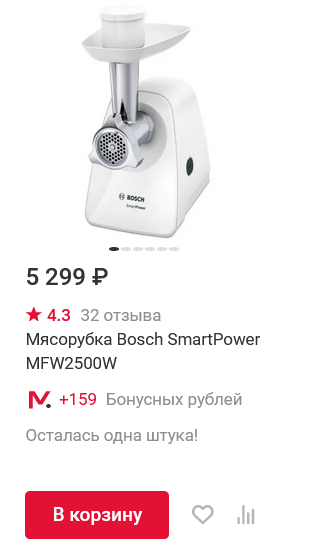 BOSCH
SmartPower
5 299 ₽
4.3 32 отзыва
Мясорубка Bosch SmartPower
MFW2500W
+159 Бонусных рублей
Осталась одна штука!
В корзину